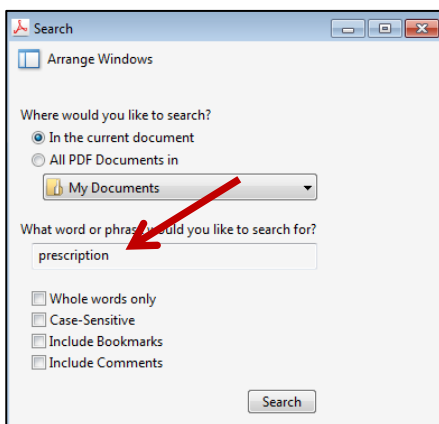 Search
Arrange Windows
Where would you like to search?
In the current document
All PDF Documents in
My Documents
What word or phrase would you like to search for?
prescription
Whole words only
Case-Sensitive
Include Bookmarks
Include Comments
Search